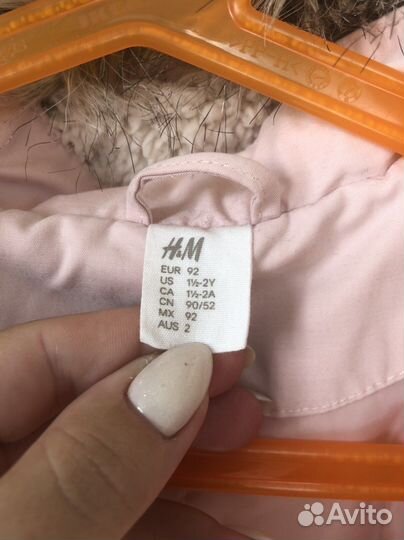 H&M
EUR 92
US 1½-2Y
CA 1½-2A
CN 90/52
MX 92
AUS 2
Avito